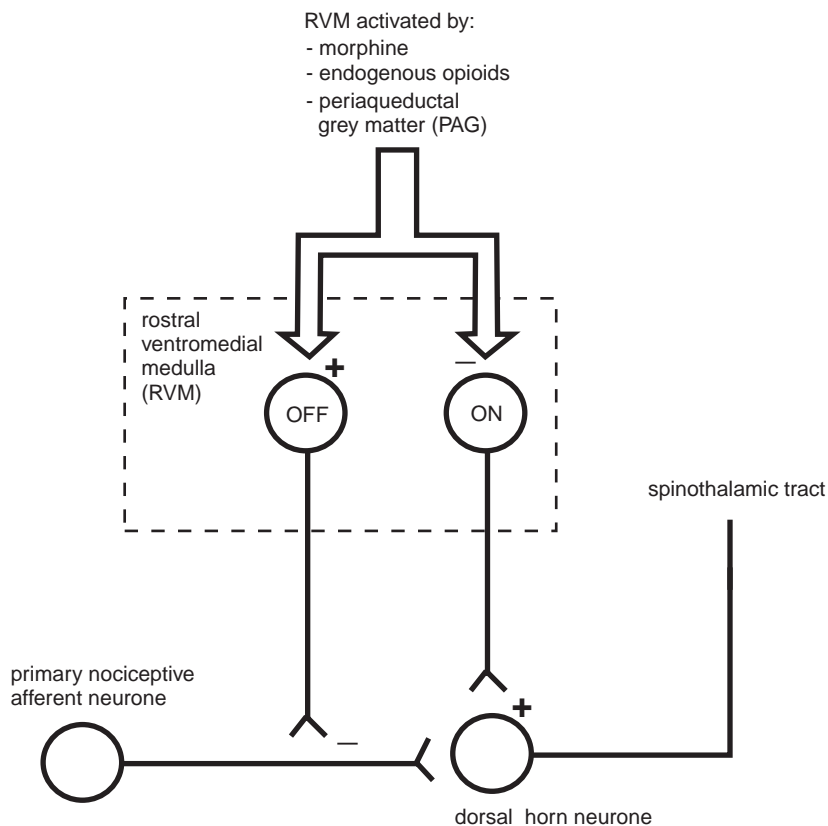 RVM activated by:
- morphine
- endogenous opioids
- periaqueductal
grey matter (PAG)
rostral
ventromedial
medulla
(RVM)
+
–
OFF
ON
spinothalamic tract
primary nociceptive
afferent neurone
–
+
dorsal horn neurone